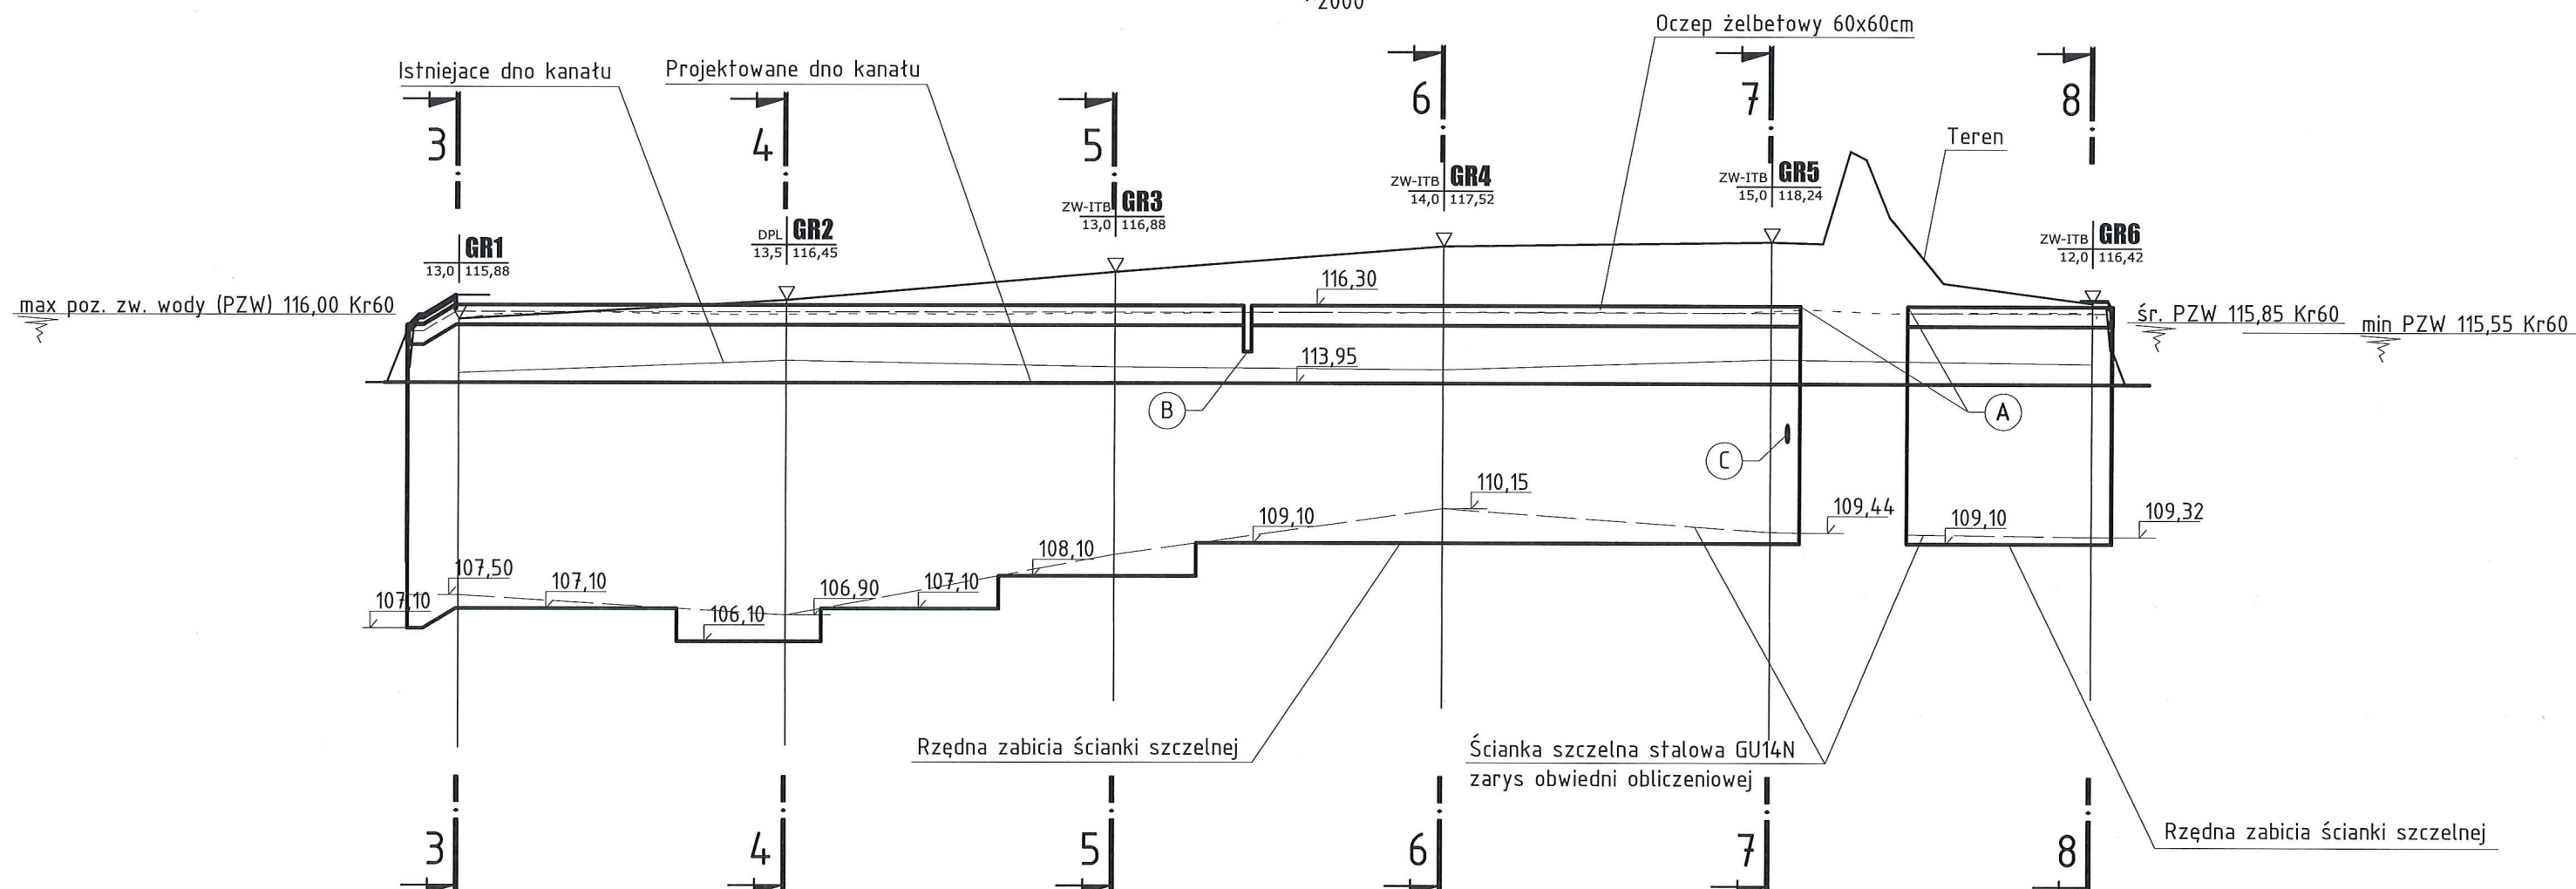 2000
Oczep żelbetowy 60x60cm
Istniejace dno kanału
Projektowane dno kanału
3
4
5
6
7
8
Teren
GR1
13,0 115,88
DPL GR2
13,5 116,45
ZW-ITB GR3
13,0 116,88
ZW-ITB GR4
14,0 117,52
ZW-ITB GR5
15,0 118,24
ZW-ITB GR6
12,0 116,42
max poz. zw. wody (PZW) 116,00 Kr60
116,30
śr. PZW 115,85 Kr60
min PZW 115,55 Kr60
113,95
B
A
C
110,15
109,10
109,44
109,10
109,32
108,10
107,50
107,10
107,10
106,90
107,10
106,10
Rzędna zabicia ścianki szczelnej
Ścianka szczelna stalowa GU14N
zarys obwiedni obliczeniowej
Rzędna zabicia ścianki szczelnej
3
4
5
6
7
8